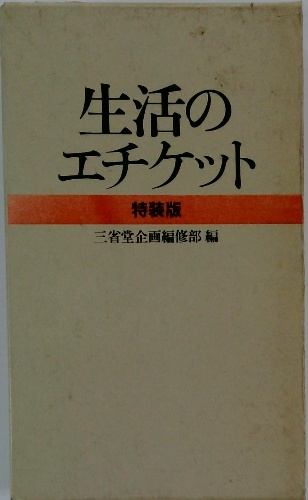 生活の
エチケット
特装版
三省堂企画編修部 編